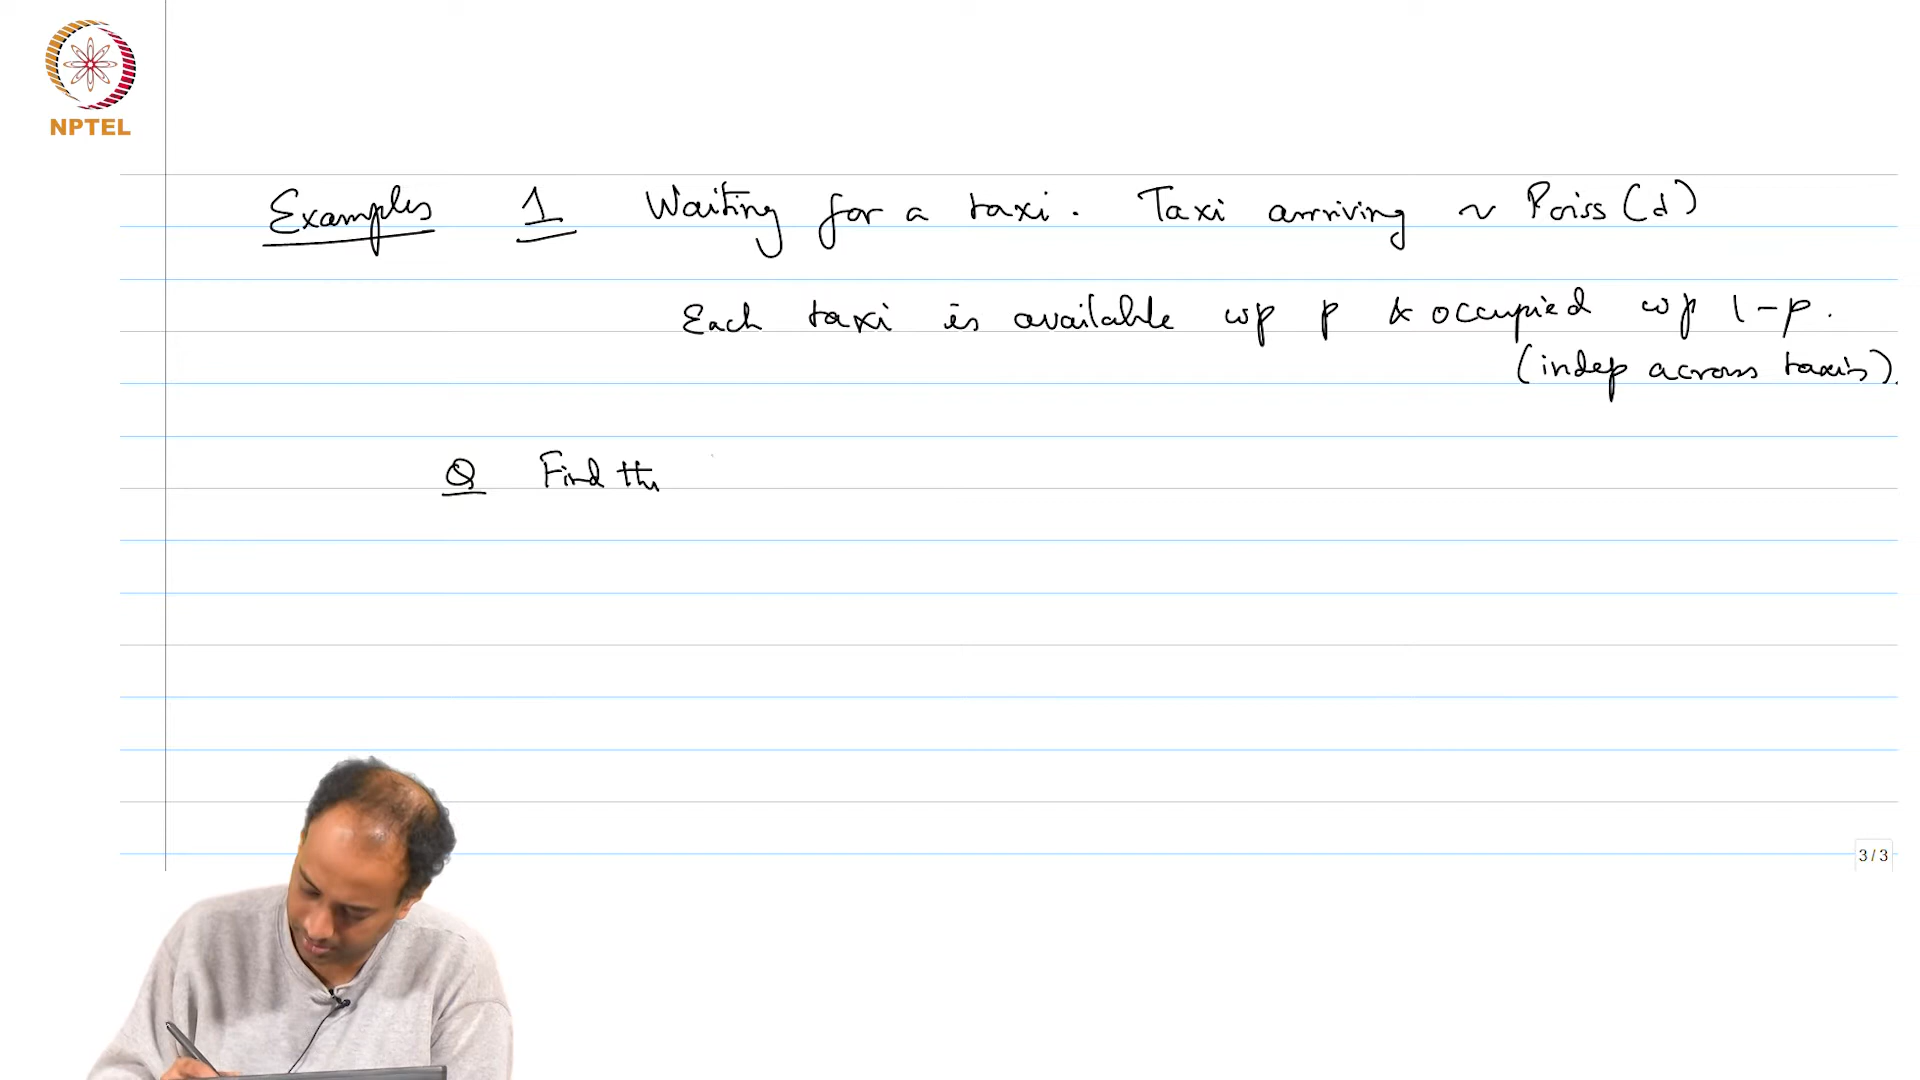 NPTEL
Examples 1 Waiting for a taxi. Taxi arriving ~ Poiss(λ)
Each taxi is available wp p & occupied wp 1-p.
(indep across taxis).
Q Find the
3 / 3